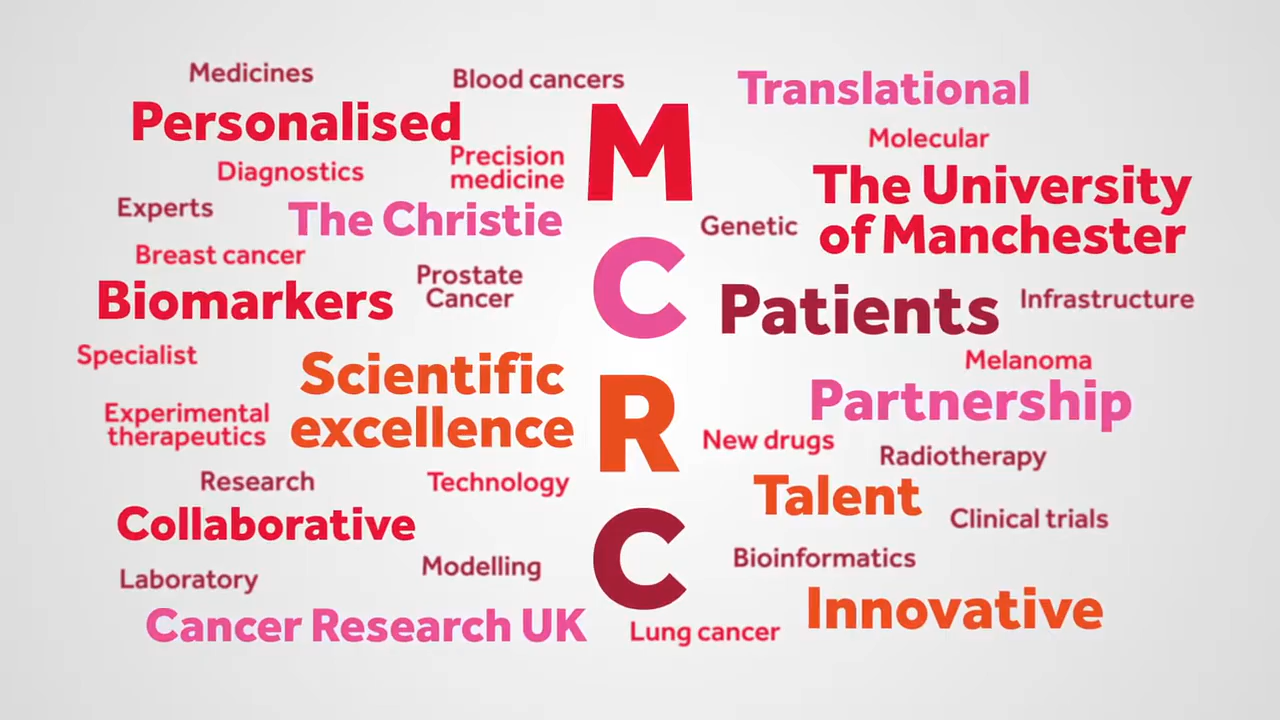 Medicines
Blood cancers
Translational
Personalised
M
Molecular
Diagnostics
Precision
medicine
The University
of Manchester
Experts
The Christie
Genetic
Breast cancer
Prostate
Cancer
C
Biomarkers
Patients
Infrastructure
Specialist
Scientific
excellence
Melanoma
Partnership
R
Experimental
therapeutics
New drugs
Radiotherapy
Research
Technology
Talent
Collaborative
Clinical trials
C
Laboratory
Modelling
Bioinformatics
Cancer Research UK
Lung cancer
Innovative